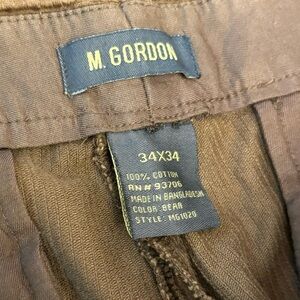 M. GORDON
34X34
100% COTTON
RN# 93706
MADE IN BANGLADESH
COLOR: BEAR
STYLE: MG1020